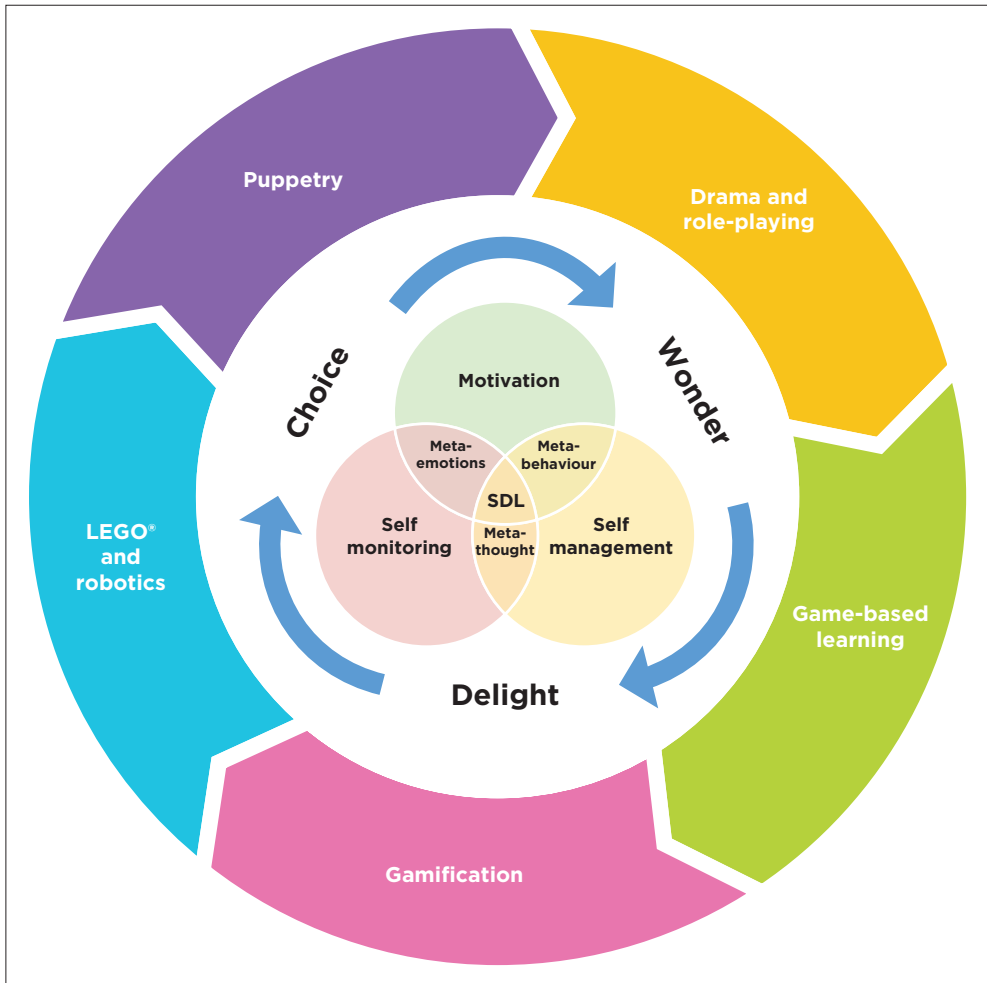 Puppetry
Drama and
role-playing
Choice
Wonder
Motivation
Meta-
emotions
Meta-
behaviour
SDL
Self
monitoring
Meta-
thought
Self
management
LEGO®
and
robotics
Game-based
learning
Delight
Gamification